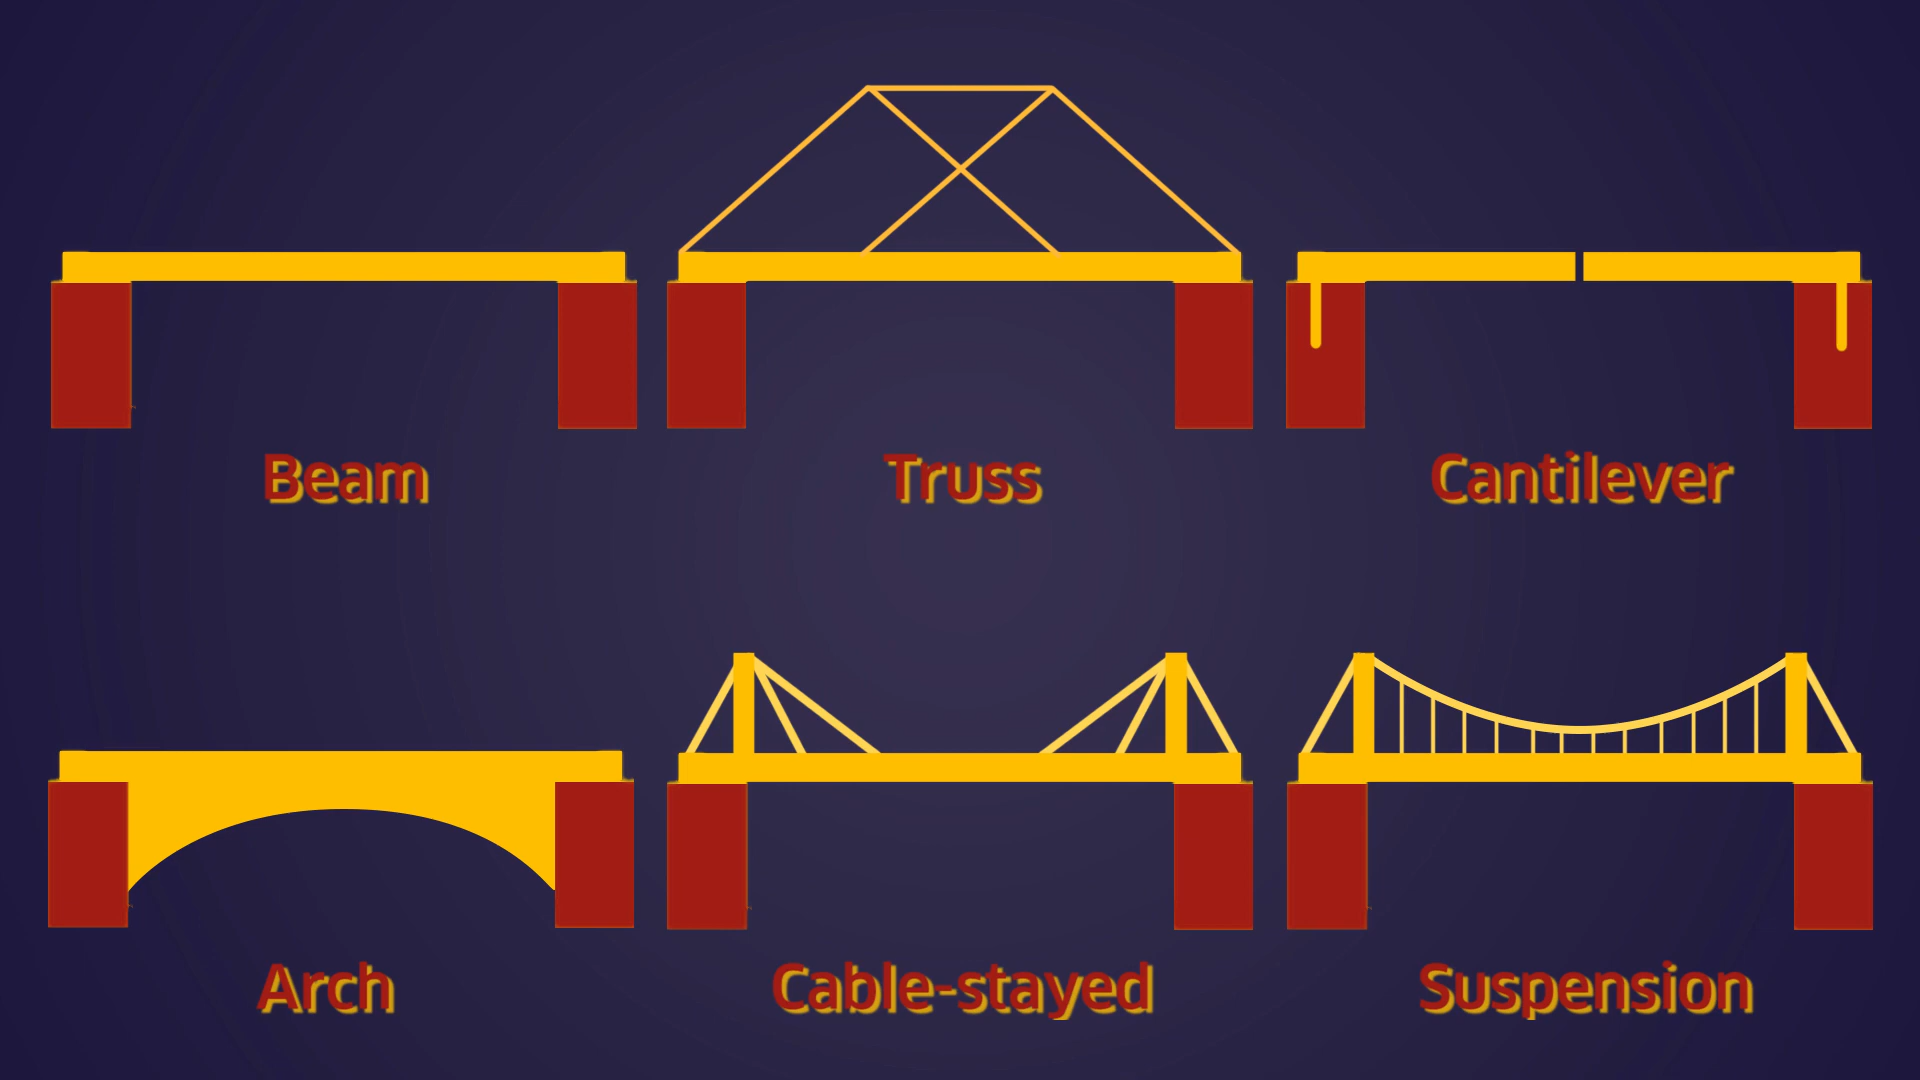 Beam
Truss
Cantilever
Arch
Cable-stayed
Suspension